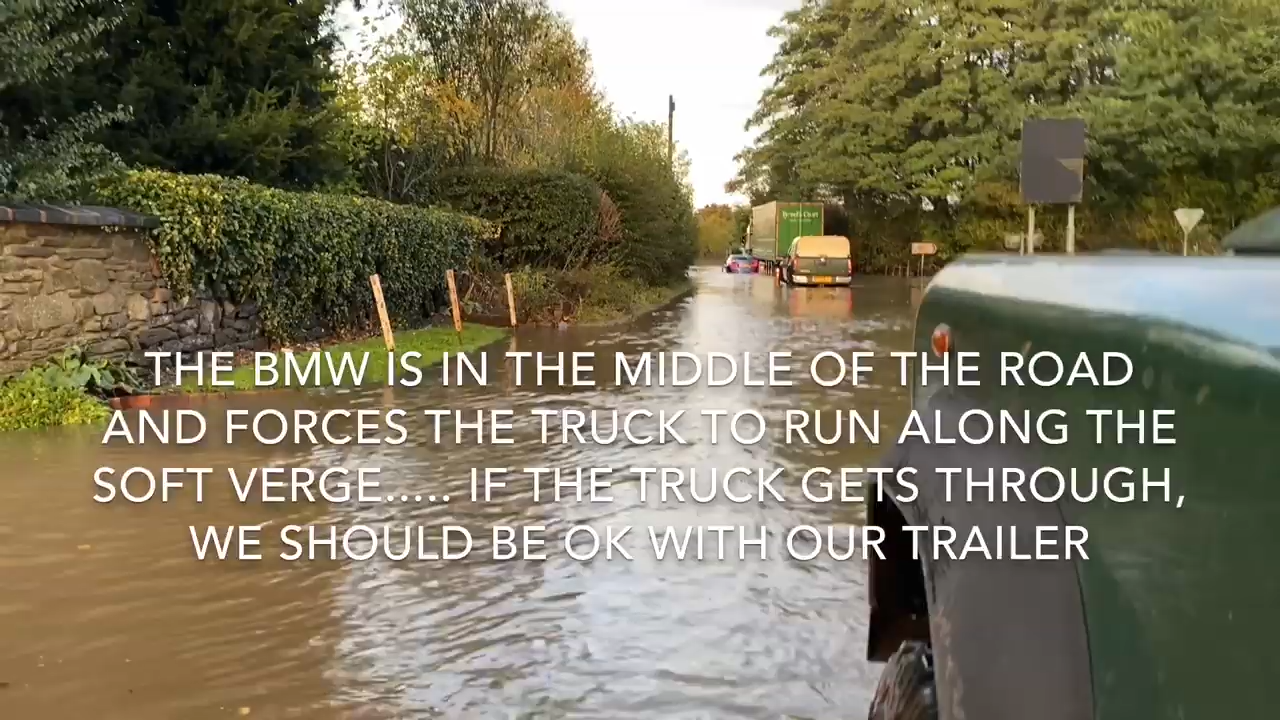 THE BMW IS IN THE MIDDLE OF THE ROAD
AND FORCES THE TRUCK TO RUN ALONG THE
SOFT VERGE..... IF THE TRUCK GETS THROUGH,
WE SHOULD BE OK WITH OUR TRAILER